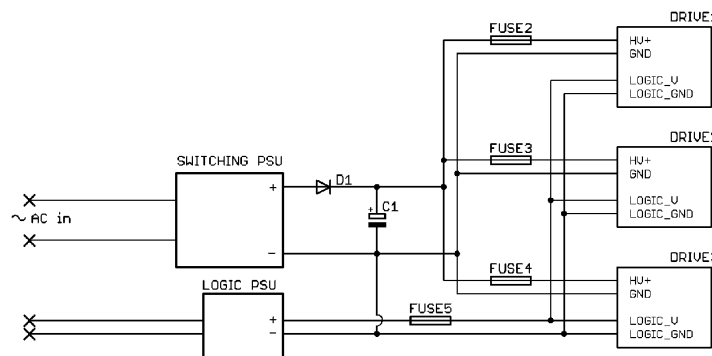 DRIVE
FUSE2
HV+
GND
LOGIC_V
LOGIC_GND
DRIVE
FUSE3
HV+
GND
LOGIC_V
LOGIC_GND
SWITCHING PSU
+
D1
+
C1
~ AC in
-
DRIVE
FUSE4
HV+
GND
LOGIC_V
LOGIC_GND
LOGIC PSU
+
-
FUSE5